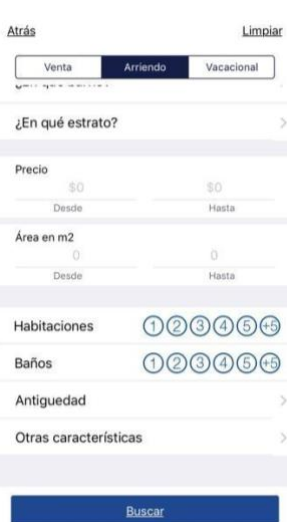 Atrás Limpiar
Venta Arriendo Vacacional
¿En qué estrato?
Precio
$0 $0
Desde Hasta
Área en m2
0 0
Desde Hasta
Habitaciones 1 2 3 4 5 +5
Baños 1 2 3 4 5 +5
Antiguedad
Otras características
Buscar